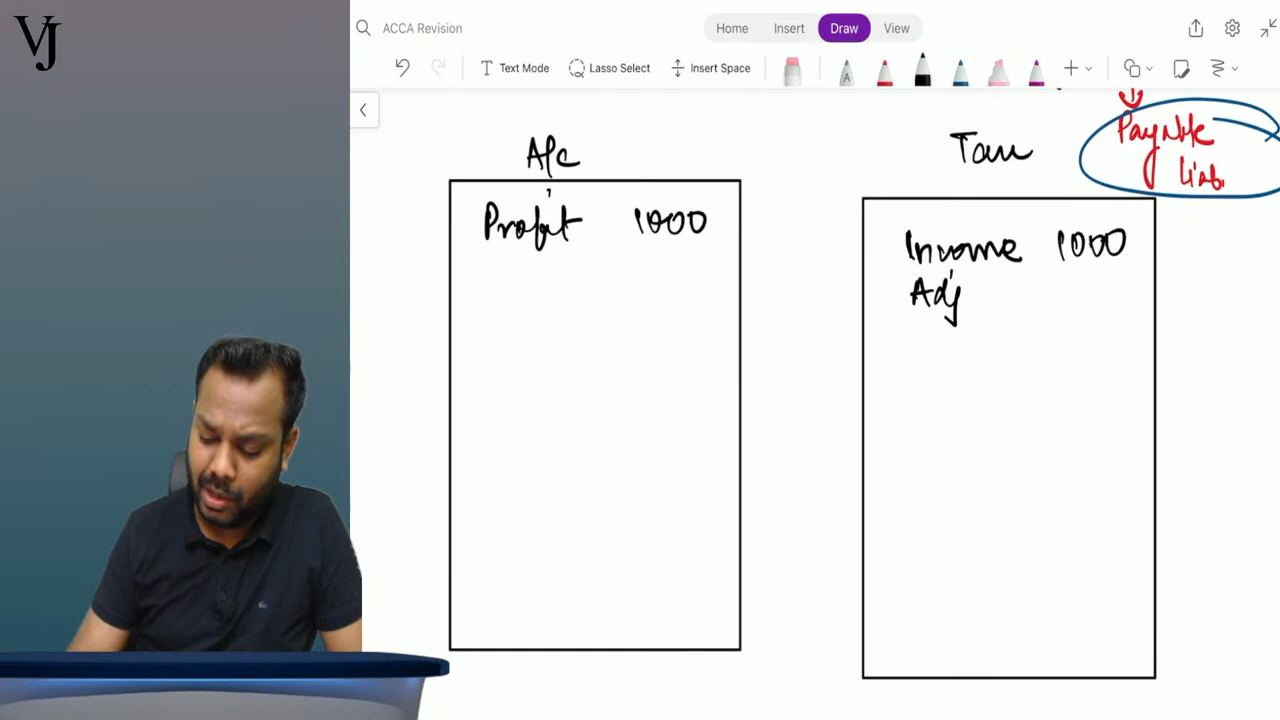 VJ
ACCA Revision
Home Insert Draw View
Text Mode Lasso Select Insert Space
A
Payable
Liab.
A/c
Tax
Profit 1000
Income 1000
Adj